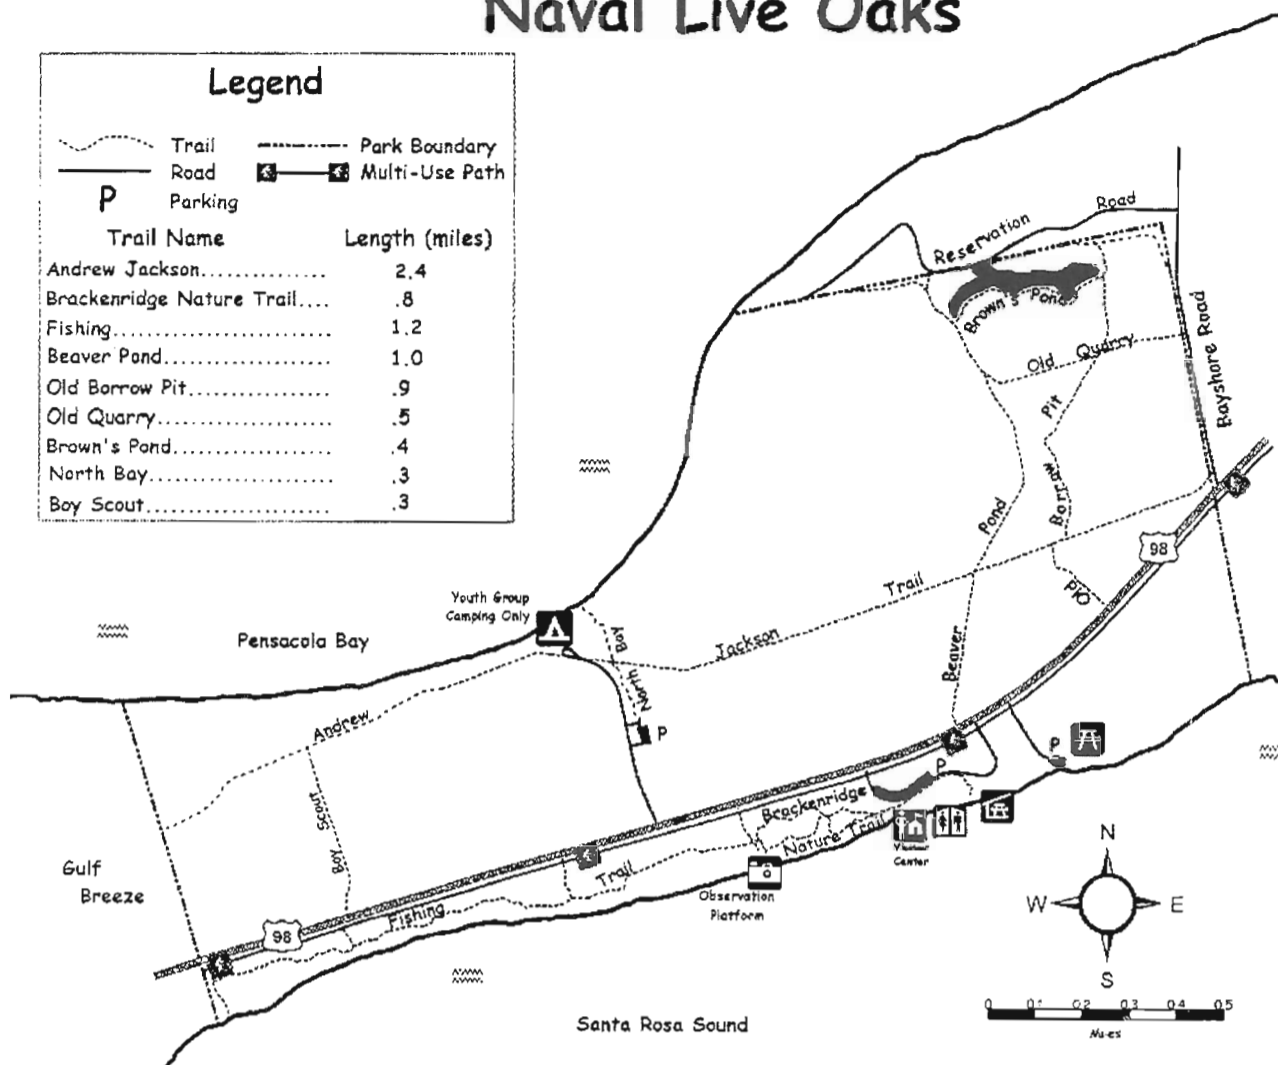 Naval Live Oaks
Legend
Trail
Park Boundary
Road
Multi-Use Path
P
Parking
Trail Name Length (miles)
Andrew Jackson............... 2.4
Brackenridge Nature Trail.... .8
Fishing....................... 1.2
Beaver Pond................. 1.0
Old Borrow Pit.............. .9
Old Quarry.................. .5
Brown's Pond................ .4
North Bay................... .3
Boy Scout................... .3
Reservation Road
Brown's Pond
Old Quarry
Bayshore Road
Old Borrow Pit
Beaver Pond
98
Youth Group
Camping Only
Pensacola Bay
North Bay
P
Andrew Jackson Trail
Boy Scout
Gulf
Breeze
98
Fishing Trail
Brackenridge
Nature Trail
P
P
Visitor
Center
Observation
Platform
Santa Rosa Sound
N
W E
S
0 0.1 0.2 0.3 0.4 0.5
Miles